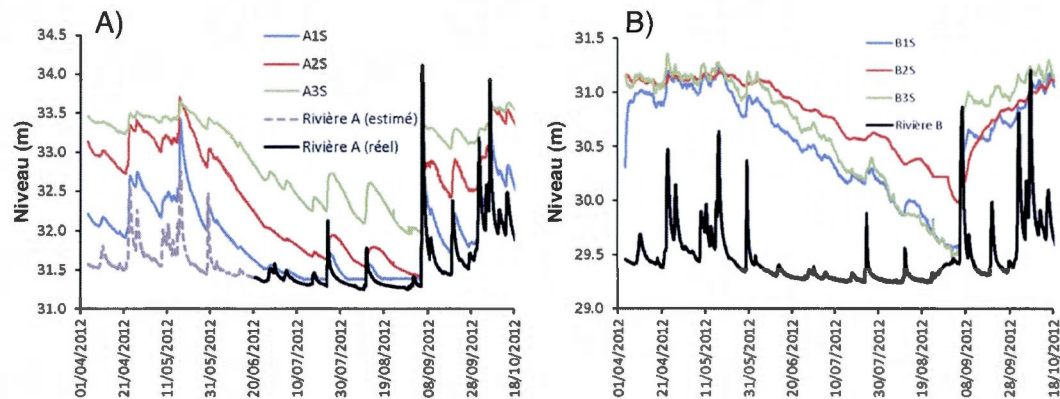 A)
34.5
34.0
33.5
33.0
32.5
32.0
31.5
31.0
Niveau (m)
A1S
A2S
A3S
Rivière A (estimé)
Rivière A (réel)
01/04/2012
21/04/2012
11/05/2012
31/05/2012
20/06/2012
10/07/2012
30/07/2012
19/08/2012
08/09/2012
28/09/2012
18/10/2012
B)
31.5
31.0
30.5
30.0
29.5
29.0
Niveau (m)
B1S
B2S
B3S
Rivière B
01/04/2012
21/04/2012
11/05/2012
31/05/2012
20/06/2012
10/07/2012
30/07/2012
19/08/2012
08/09/2012
28/09/2012
18/10/2012